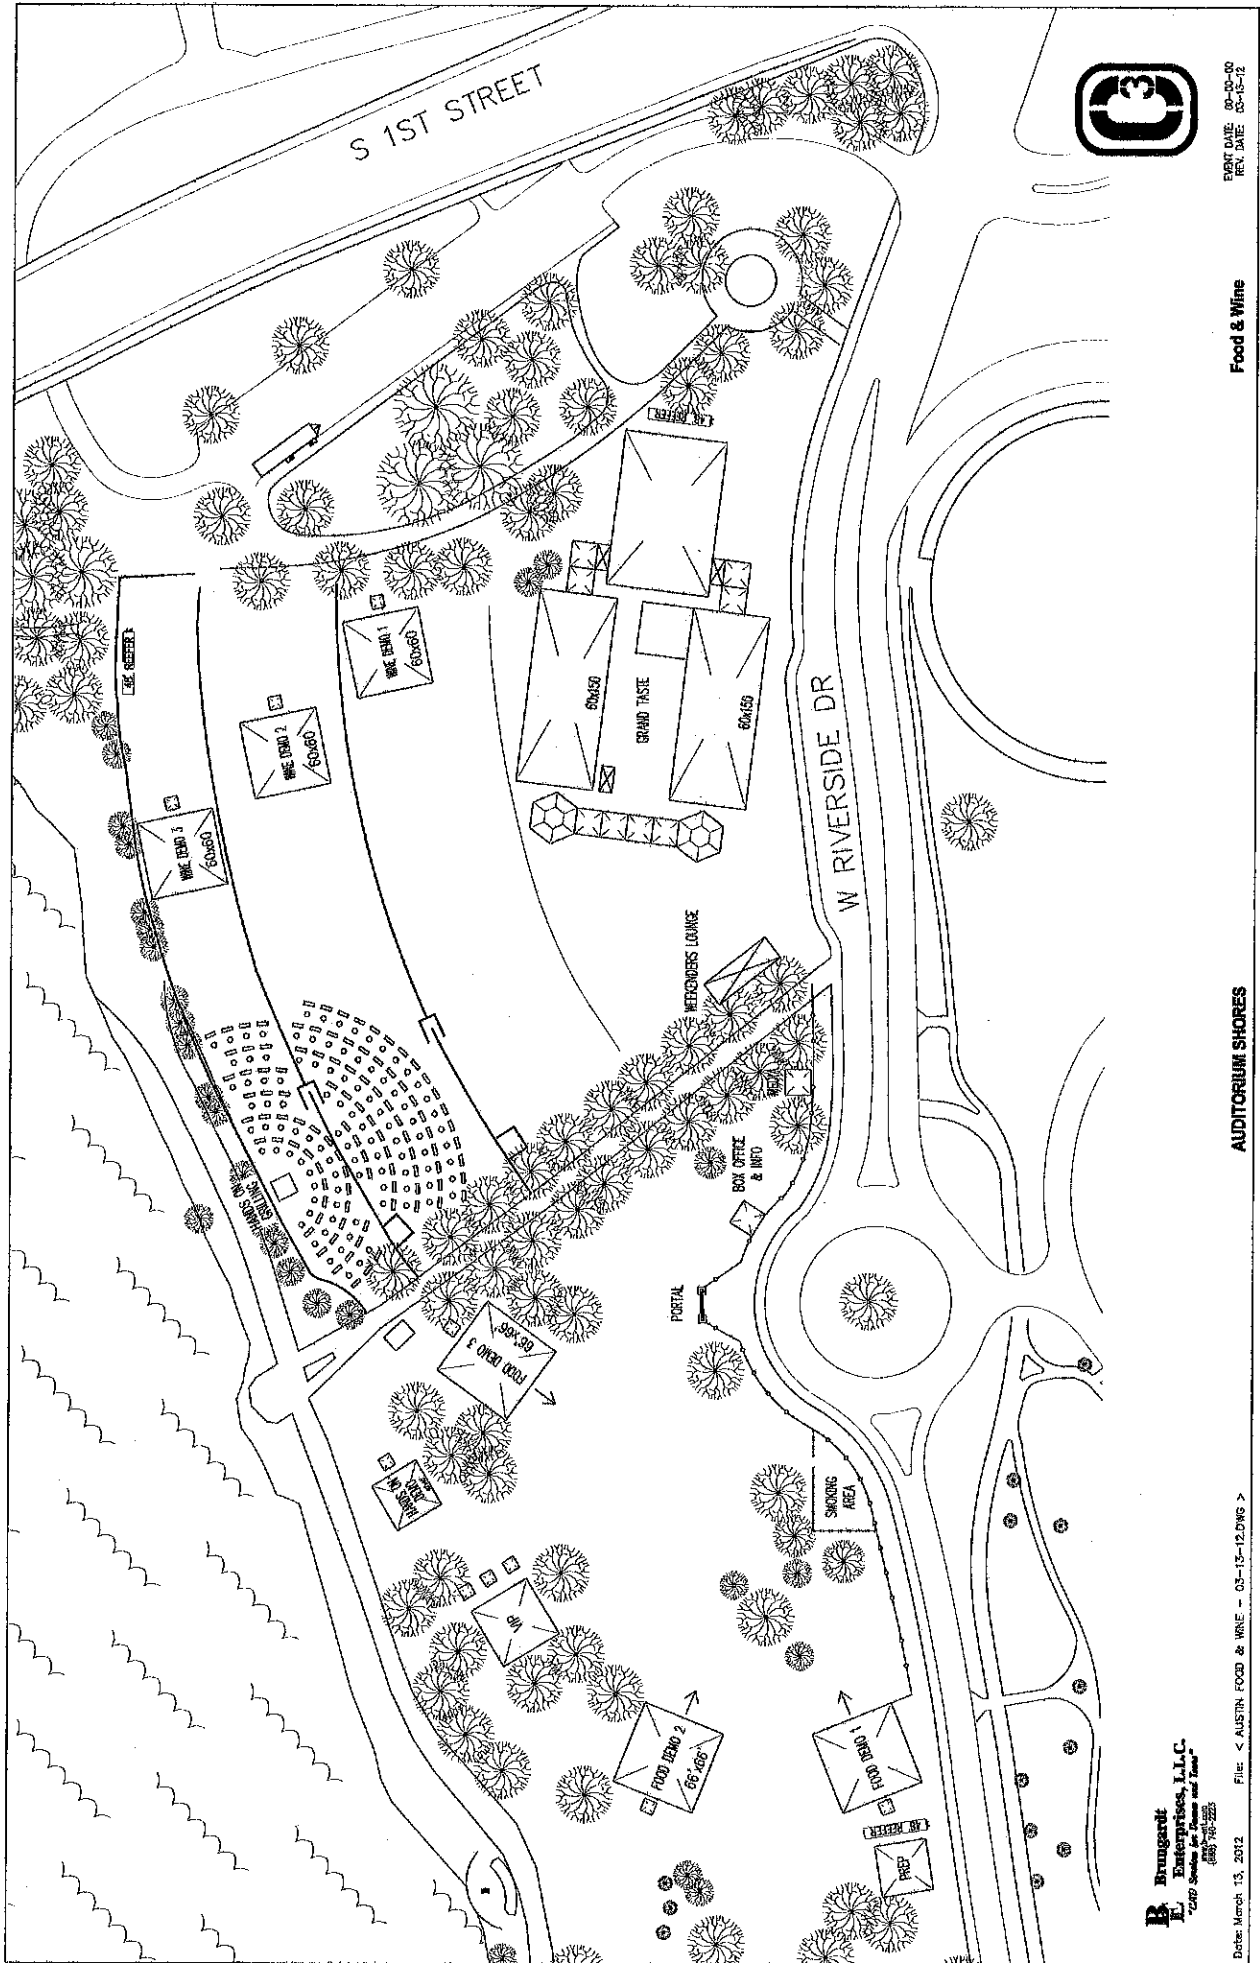 S 1ST STREET
C3
EVENT DATE: 00-00-00
REV. DATE: 03-13-12
Food & Wine
48' REEFER
48' REEFER
WINE DEMO 1
60x60
WINE DEMO 2
60x60
WINE DEMO 3
60x60
60x150
GRAND TASTE
60x150
W RIVERSIDE DR
WEEKENDERS LOUNGE
HANDS ON
GRILLING
BOX OFFICE
& INFO
PORTAL
FOOD DEMO 3
66'x66'
HANDS ON
DEMO
SMOKING
AREA
VIP
FOOD DEMO 2
66'x66'
FOOD DEMO 1
48' REEFER
PREP
AUDITORIUM SHORES
B Brungardt
E Enterprises, L.L.C.
Date: March 13, 2012 File: < AUSTIN FOOD & WINE - 03-13-12.DWG >